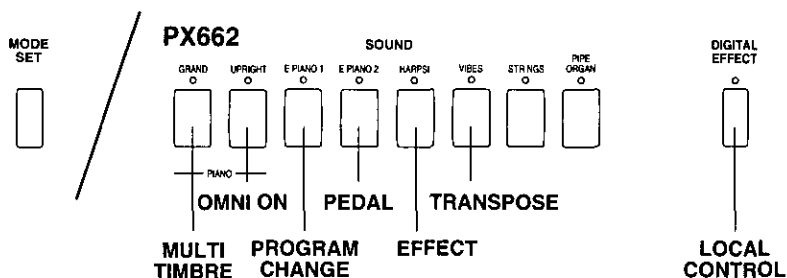 MODE
SET
PX662
SOUND
DIGITAL
EFFECT
GRAND UPRIGHT E PIANO 1 E PIANO 2 HARPSI VIBES STRINGS PIPE
ORGAN
PIANO
OMNI ON PEDAL TRANSPOSE
MULTI
TIMBRE
PROGRAM
CHANGE
EFFECT
LOCAL
CONTROL